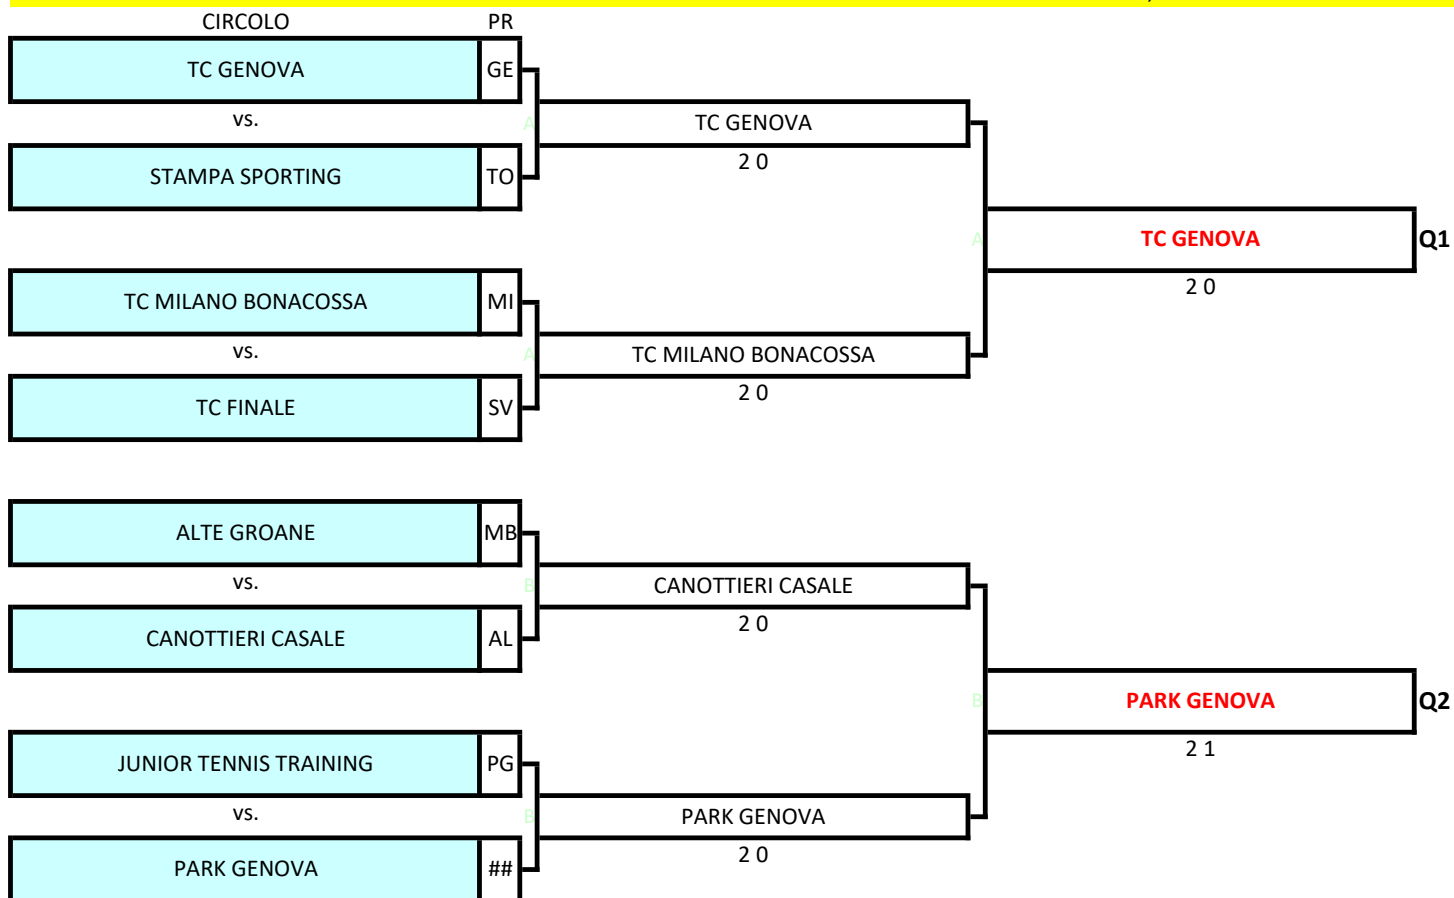 CIRCOLO PR
TC GENOVA GE
vs.
A TC GENOVA
2 0
STAMPA SPORTING TO
A TC GENOVA Q1
2 0
TC MILANO BONACOSSA MI
vs.
A TC MILANO BONACOSSA
2 0
TC FINALE SV
ALTE GROANE MB
vs.
B CANOTTIERI CASALE
2 0
CANOTTIERI CASALE AL
B PARK GENOVA Q2
2 1
JUNIOR TENNIS TRAINING PG
vs.
B PARK GENOVA
2 0
PARK GENOVA ##